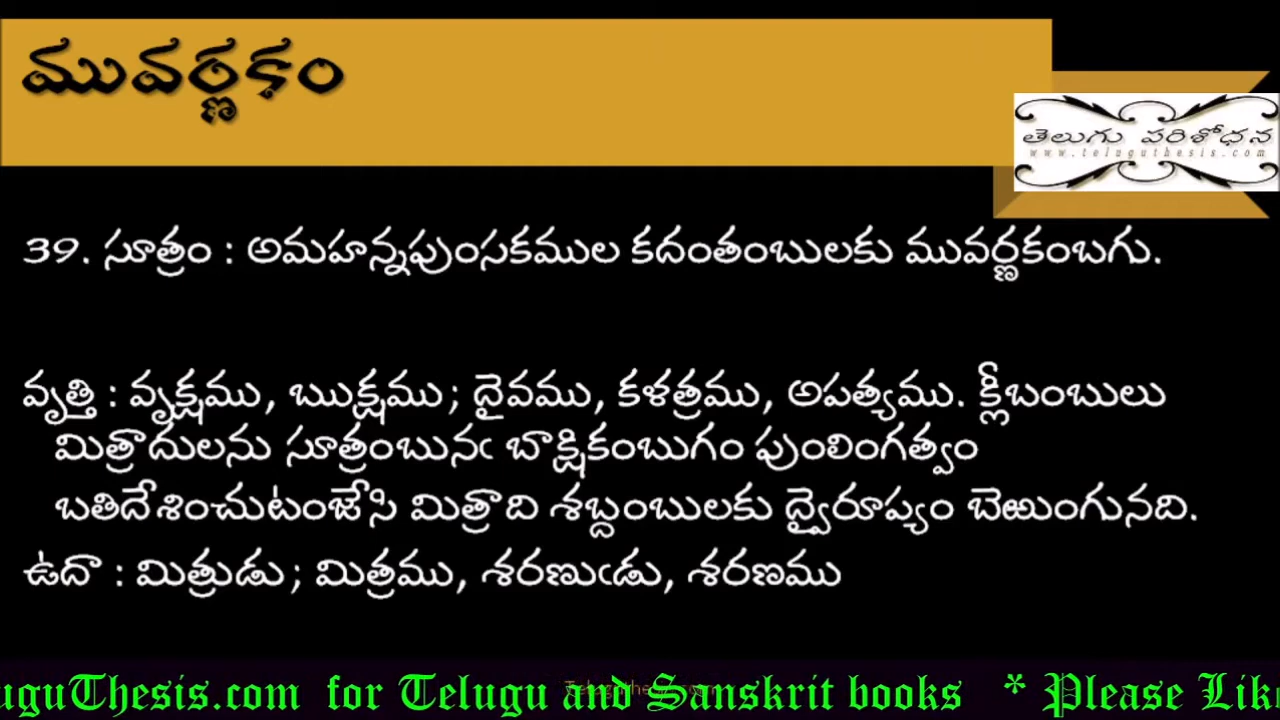 మువర్ణకం
తెలుగు పరిశోధన
www.teluguthesis.com
39. సూత్రం : అమహన్నపుంసకముల కదంతంబులకు మువర్ణకంబగు.
వృత్తి : వృక్షము, ఋక్షము; దైవము, కళత్రము, అపత్యము. క్లీబంబులు
మిత్రాదులను సూత్రంబునఁ బాక్షికంబుగం పుంలింగత్వం
బతిదేశించుటంజేసి మిత్రాది శబ్దంబులకు ద్వైరూప్యం బెఱుంగునది.
ఉదా : మిత్రుడు; మిత్రము, శరణుఁడు, శరణము
uguThesis.com for Telugu and Sanskrit books * Please Like